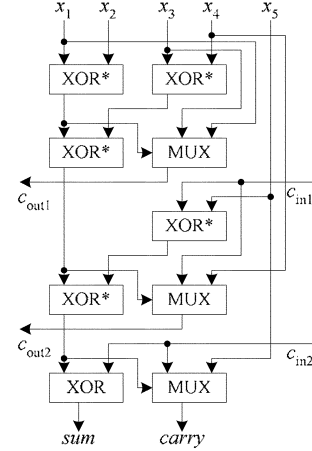 x1 x2 x3 x4 x5
XOR* XOR*
XOR* MUX
cout1 cin1
XOR*
XOR* MUX
cout2 cin2
XOR MUX
sum carry